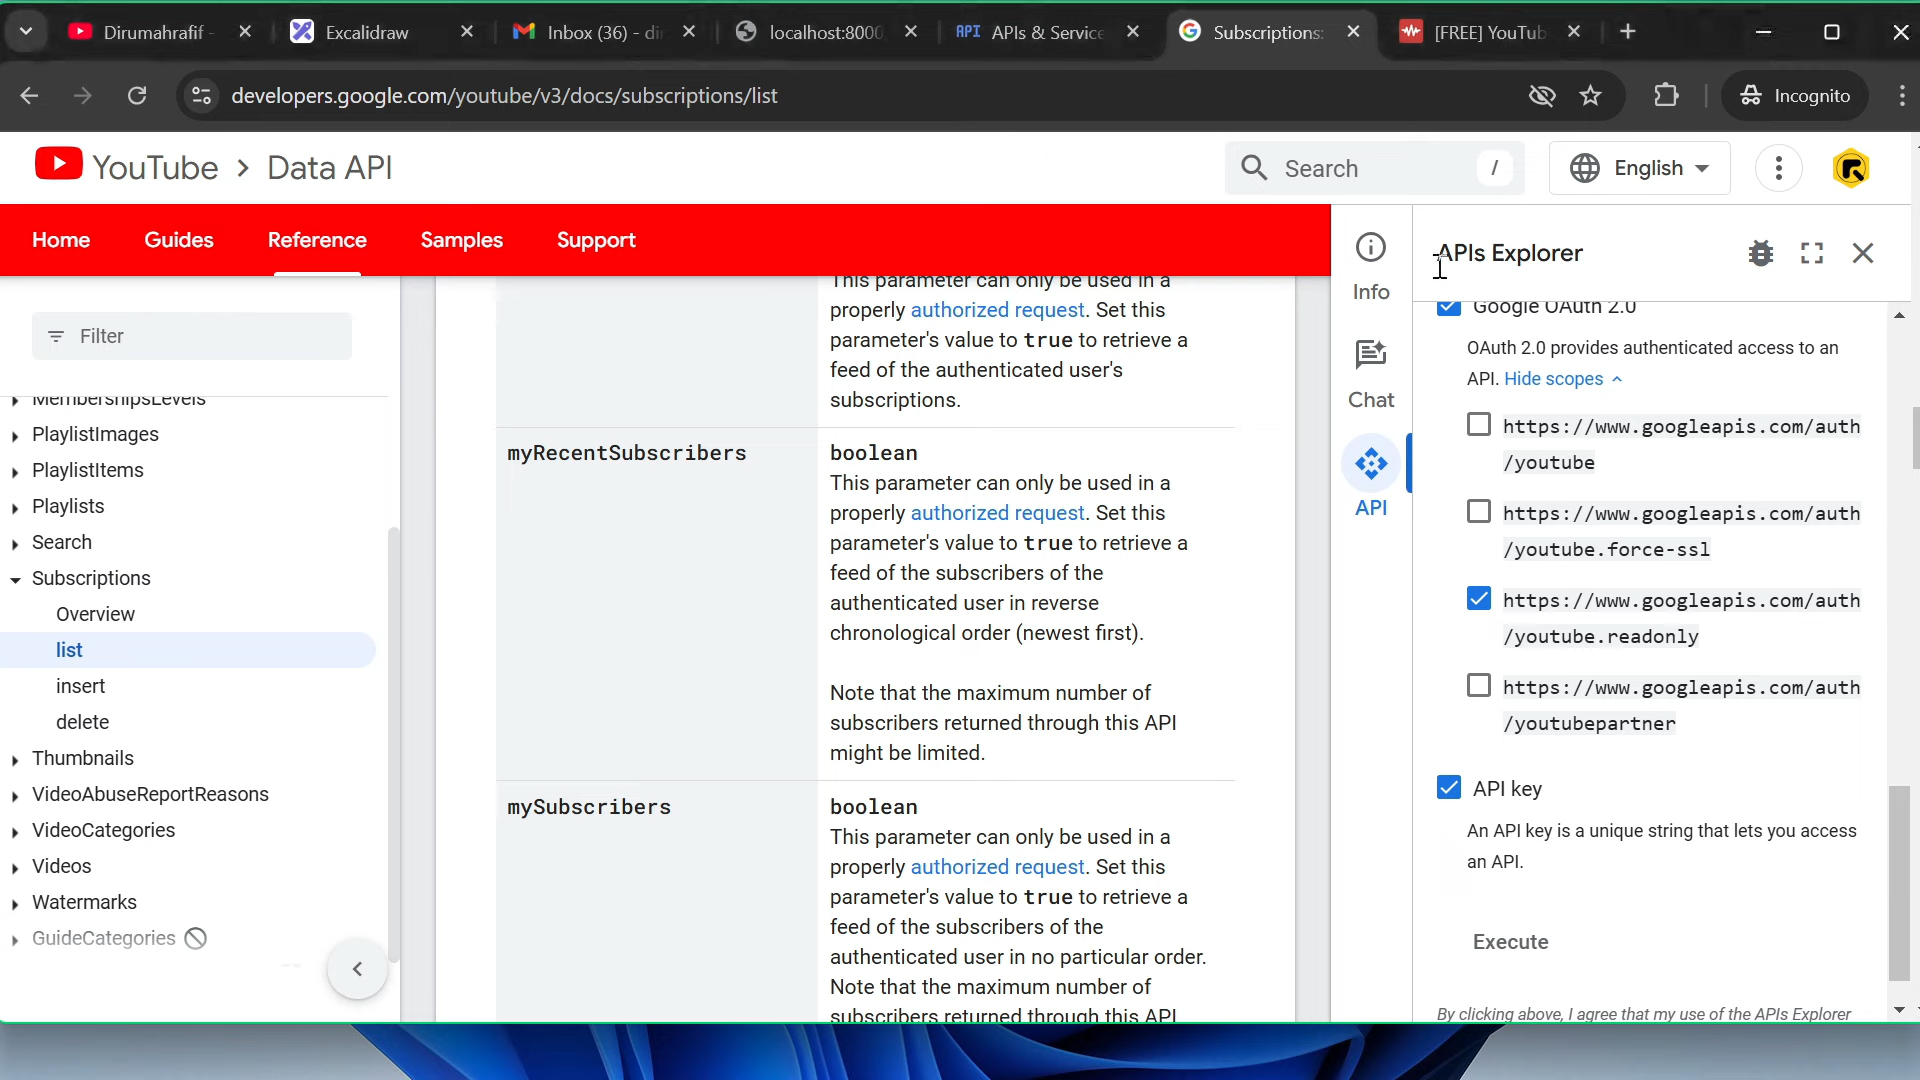 Dirumahrafif -
Excalidraw
Inbox (36) - di
localhost:8000
API APIs & Service
Subscriptions:
[FREE] YouTub
developers.google.com/youtube/v3/docs/subscriptions/list
Incognito
YouTube > Data API
Search /
English
Home Guides Reference Samples Support
Filter
MembershipsLevels
PlaylistImages
PlaylistItems
Playlists
Search
Subscriptions
Overview
list
insert
delete
Thumbnails
VideoAbuseReportReasons
VideoCategories
Videos
Watermarks
GuideCategories
This parameter can only be used in a
properly authorized request. Set this
parameter's value to true to retrieve a
feed of the authenticated user's
subscriptions.
myRecentSubscribers
boolean
This parameter can only be used in a
properly authorized request. Set this
parameter's value to true to retrieve a
feed of the subscribers of the
authenticated user in reverse
chronological order (newest first).
Note that the maximum number of
subscribers returned through this API
might be limited.
mySubscribers
boolean
This parameter can only be used in a
properly authorized request. Set this
parameter's value to true to retrieve a
feed of the subscribers of the
authenticated user in no particular order.
Note that the maximum number of
subscribers returned through this API
Info
Chat
API
APIs Explorer
Google OAuth 2.0
OAuth 2.0 provides authenticated access to an
API. Hide scopes
https://www.googleapis.com/auth
/youtube
https://www.googleapis.com/auth
/youtube.force-ssl
https://www.googleapis.com/auth
/youtube.readonly
https://www.googleapis.com/auth
/youtubepartner
API key
An API key is a unique string that lets you access
an API.
Execute
By clicking above, I agree that my use of the APIs Explorer